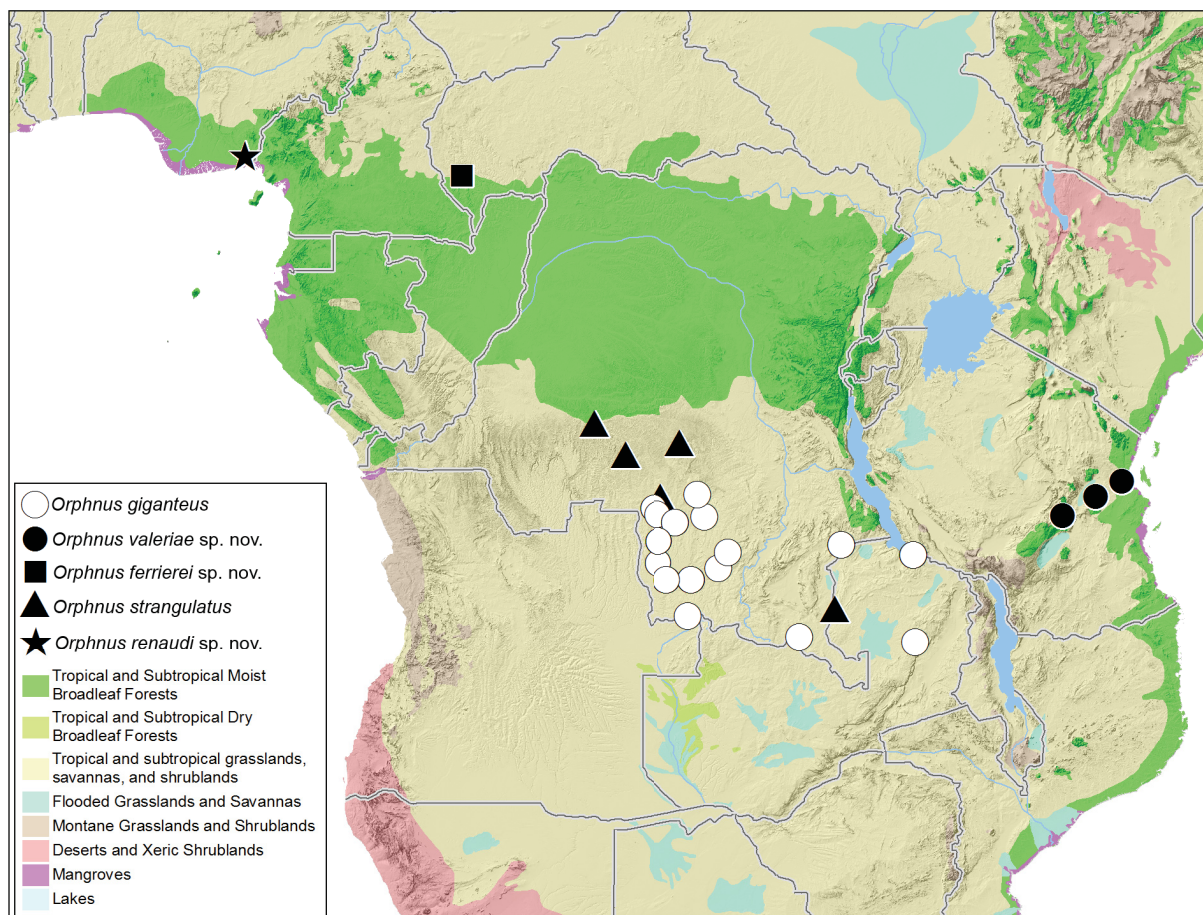 Orphnus giganteus
Orphnus valeriae sp. nov.
Orphnus ferrierei sp. nov.
Orphnus strangulatus
Orphnus renaudi sp. nov.
Tropical and Subtropical Moist
Broadleaf Forests
Tropical and Subtropical Dry
Broadleaf Forests
Tropical and subtropical grasslands,
savannas, and shrublands
Flooded Grasslands and Savannas
Montane Grasslands and Shrublands
Deserts and Xeric Shrublands
Mangroves
Lakes